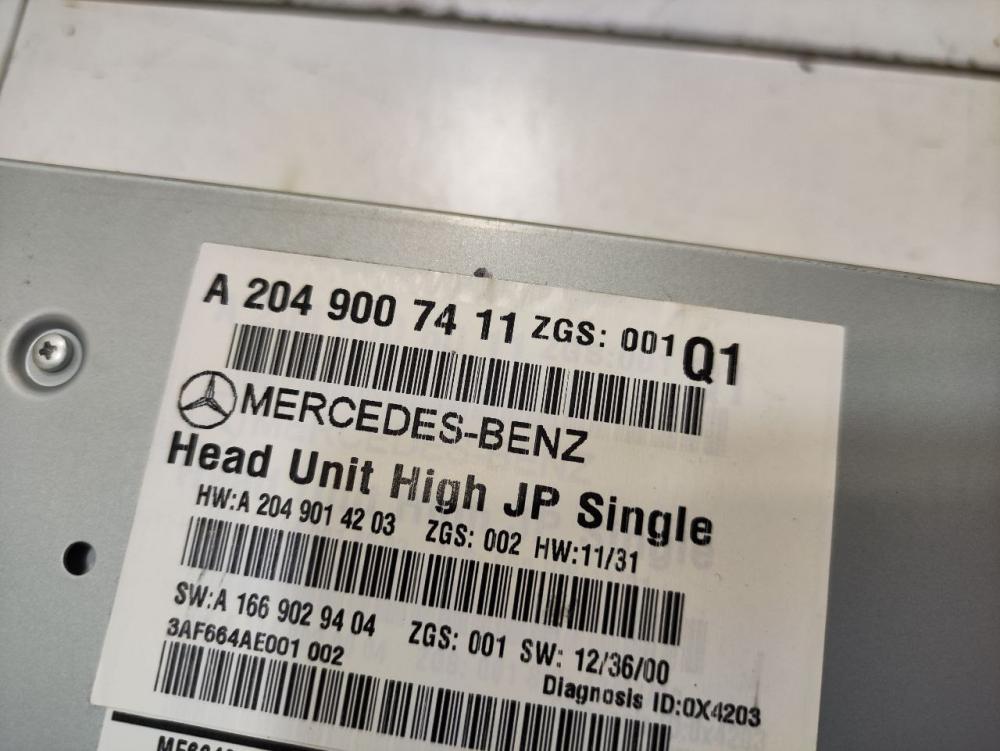 A 204 900 74 11 ZGS: 001 Q1
MERCEDES-BENZ
Head Unit High JP Single
HW:A 204 901 42 03 ZGS: 002 HW:11/31
SW:A 166 902 94 04 ZGS: 001 SW: 12/36/00
3AF664AE001 002
Diagnosis ID:0X4203